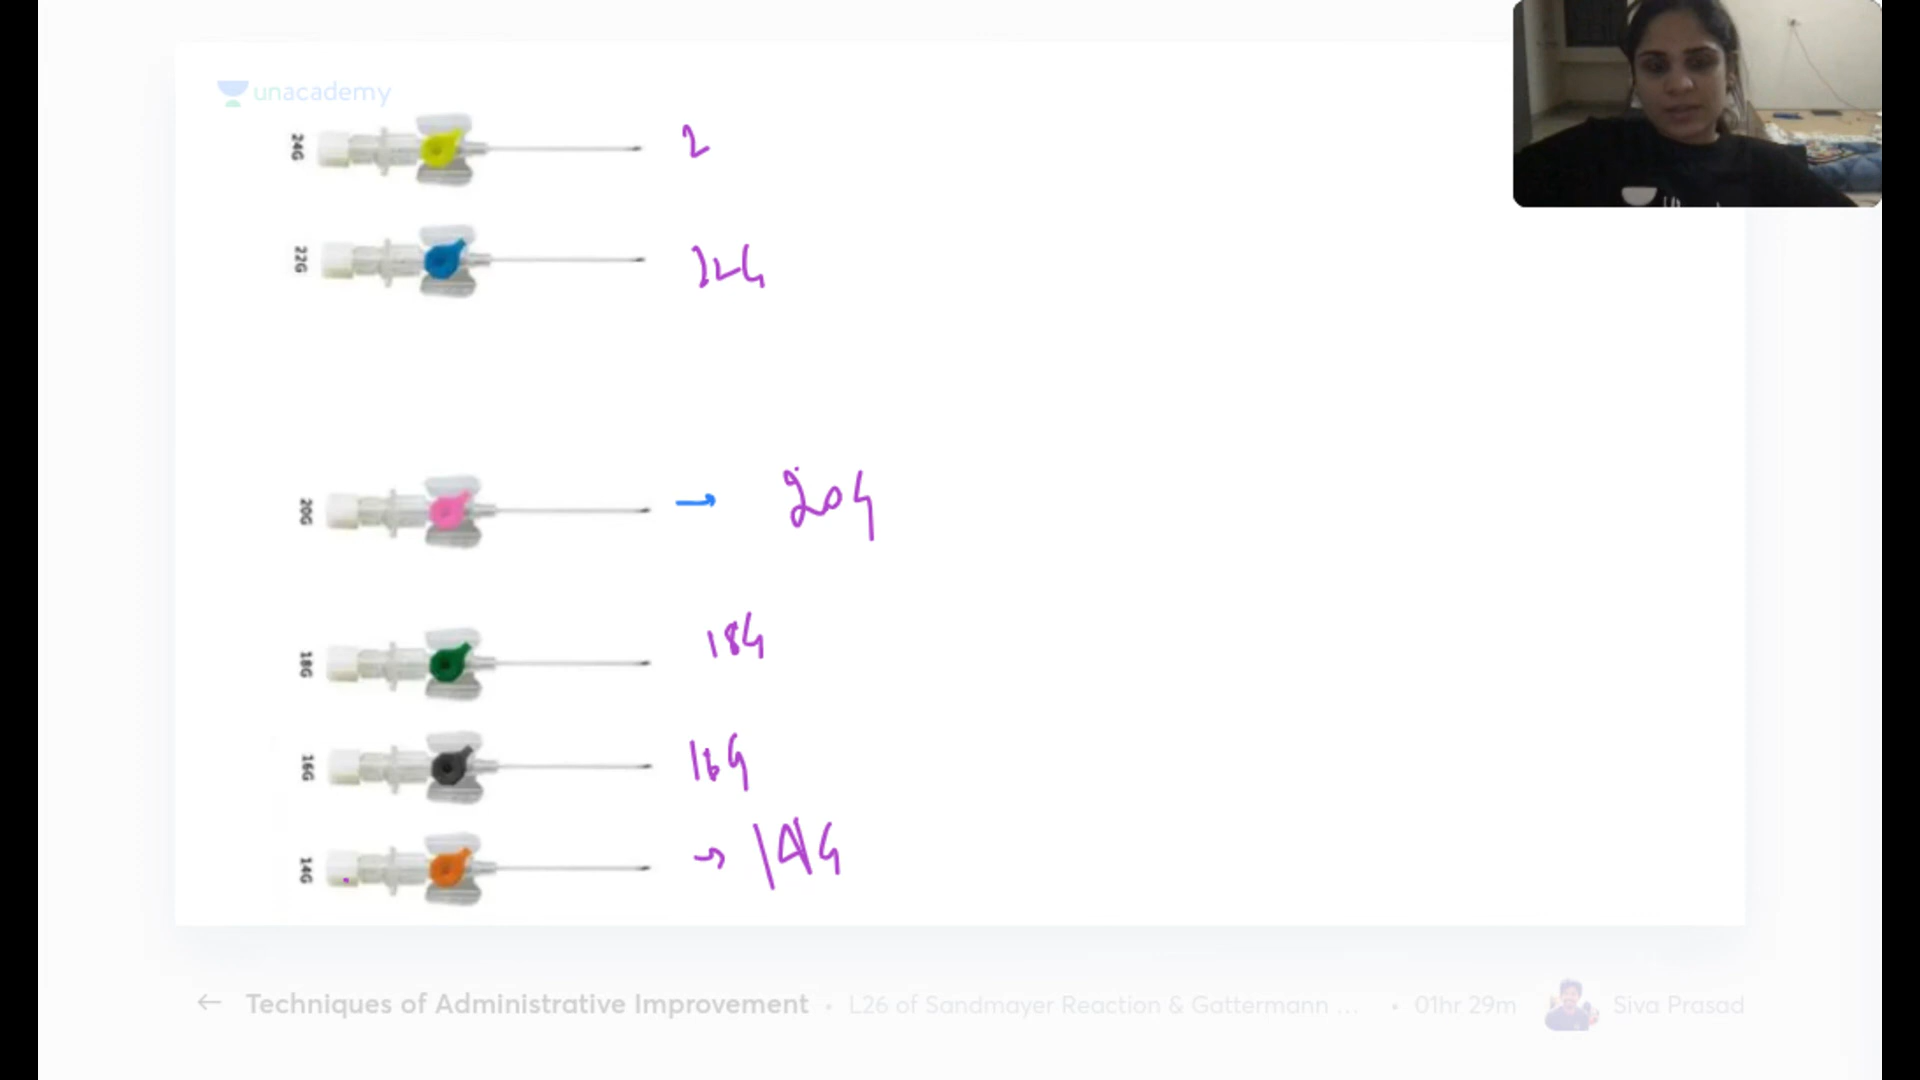 unacademy
24G 2
22G 22G
20G → 20G
18G 18G
16G 16G
14G → 14G
← Techniques of Administrative Improvement • L26 of Sandmayer Reaction & Gattermann ... • 01hr 29m Siva Prasad